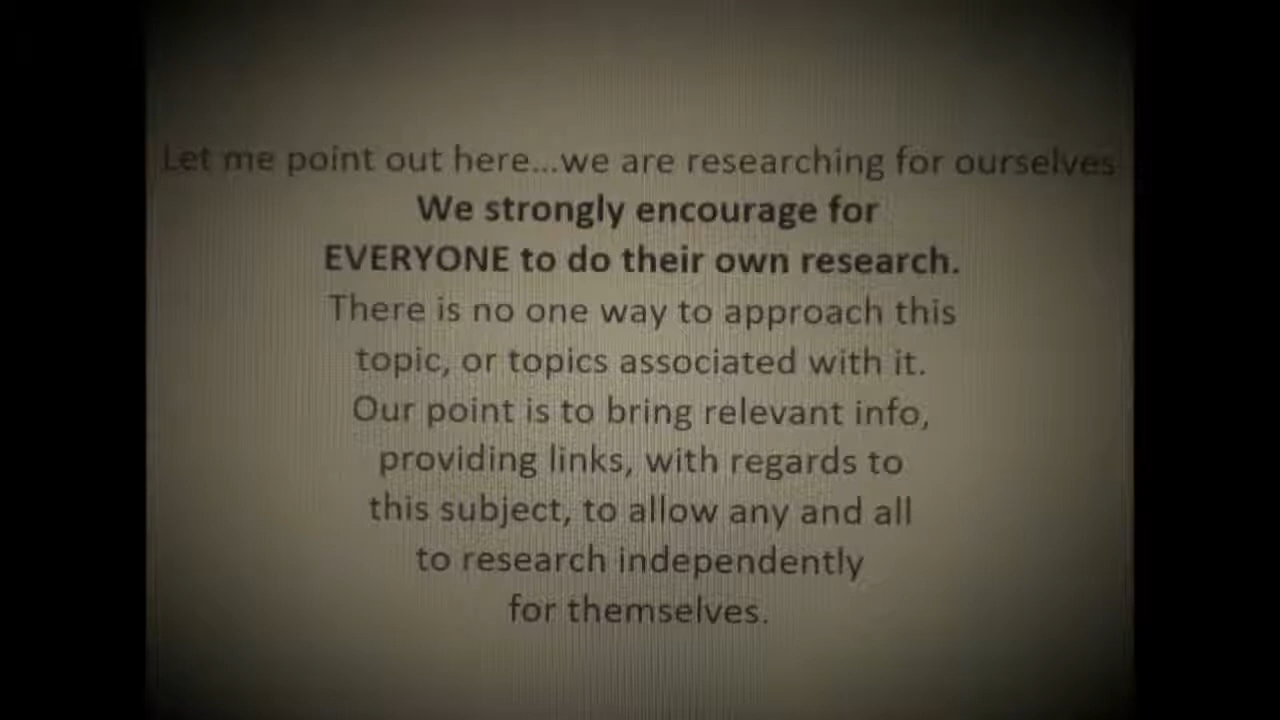 Let me point out here...we are researching for ourselves
We strongly encourage for
EVERYONE to do their own research.
There is no one way to approach this
topic, or topics associated with it.
Our point is to bring relevant info,
providing links, with regards to
this subject, to allow any and all
to research independently
for themselves.